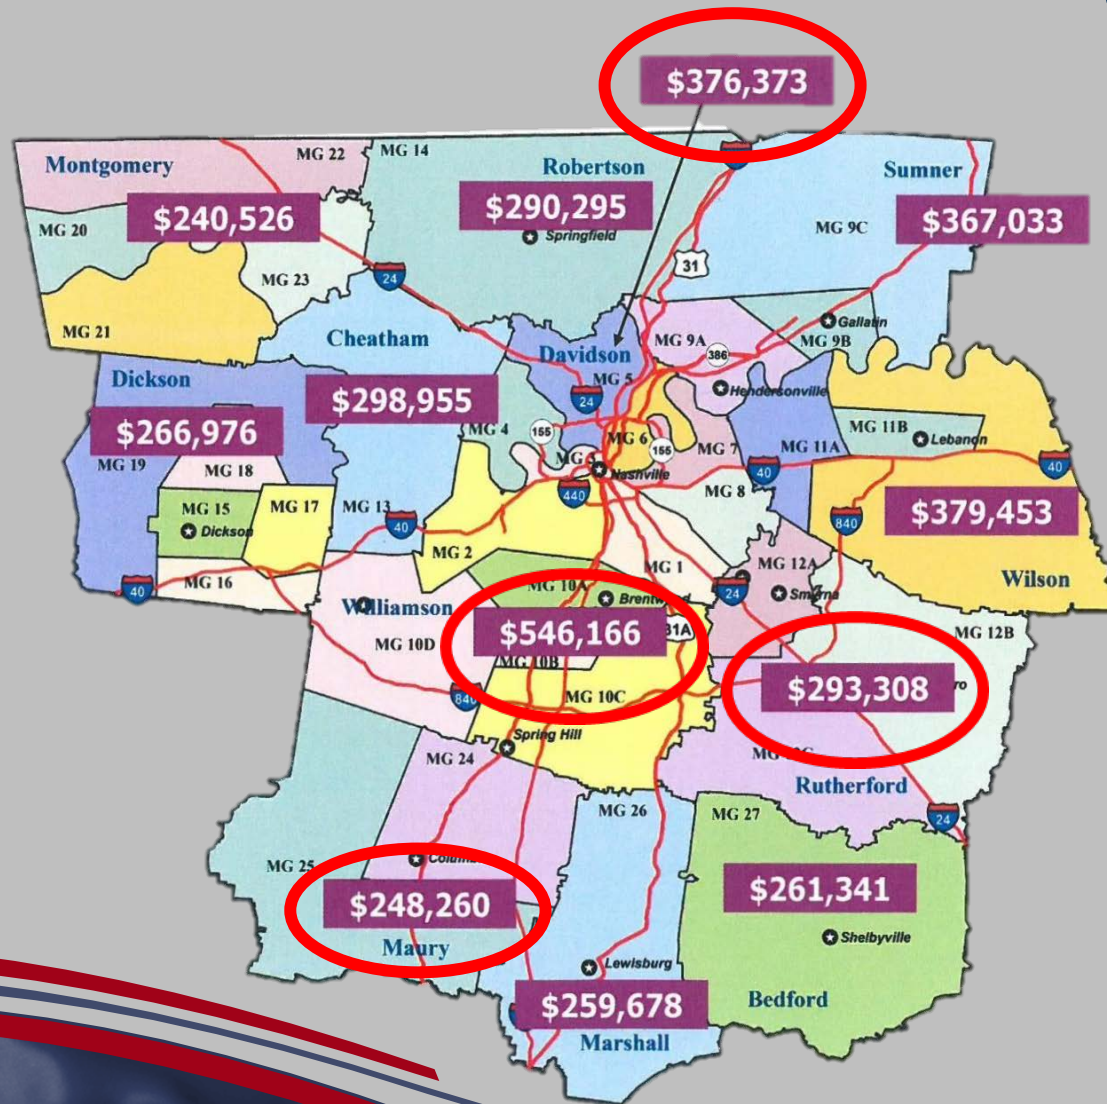 $376,373
Montgomery
MG 22
MG 14
Robertson
Sumner
$240,526
$290,295
$367,033
MG 20
Springfield
MG 9C
31
MG 23
24
MG 21
Cheatham
Davidson
MG 9A
Gallatin
MG 9B
386
Dickson
MG 5
$298,955
24
Hendersonville
$266,976
MG 4
155
MG 6
155
MG 7
MG 11A
MG 11B
Lebanon
MG 19
MG 18
Nashville
40
40
MG 15
MG 17
MG 13
440
MG 8
$379,453
Dickson
40
840
MG 2
MG 16
MG 10A
MG 1
MG 12A
40
24
Wilson
Williamson
Brentwood
Smyrna
$546,166
31A
MG 12B
MG 10D
MG 10B
$293,308
840
MG 10C
Spring Hill
MG 24
Rutherford
MG 26
MG 27
24
MG 25
$261,341
$248,260
Shelbyville
Maury
Lewisburg
$259,678
Bedford
Marshall